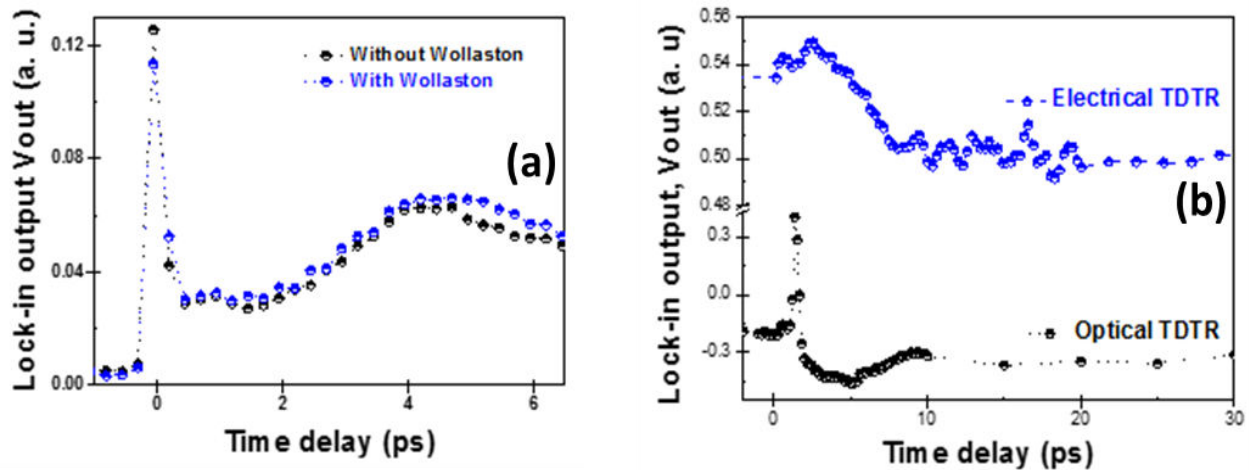 Lock-in output Vout (a. u.)
0.12
0.08
0.04
0.00
Without Wollaston
With Wollaston
(a)
0 2 4 6
Time delay (ps)
Lock-in output, Vout (a. u)
0.56
0.54
0.52
0.50
0.48
0.3
0.0
-0.3
Electrical TDTR
(b)
Optical TDTR
0 10 20 30
Time delay (ps)